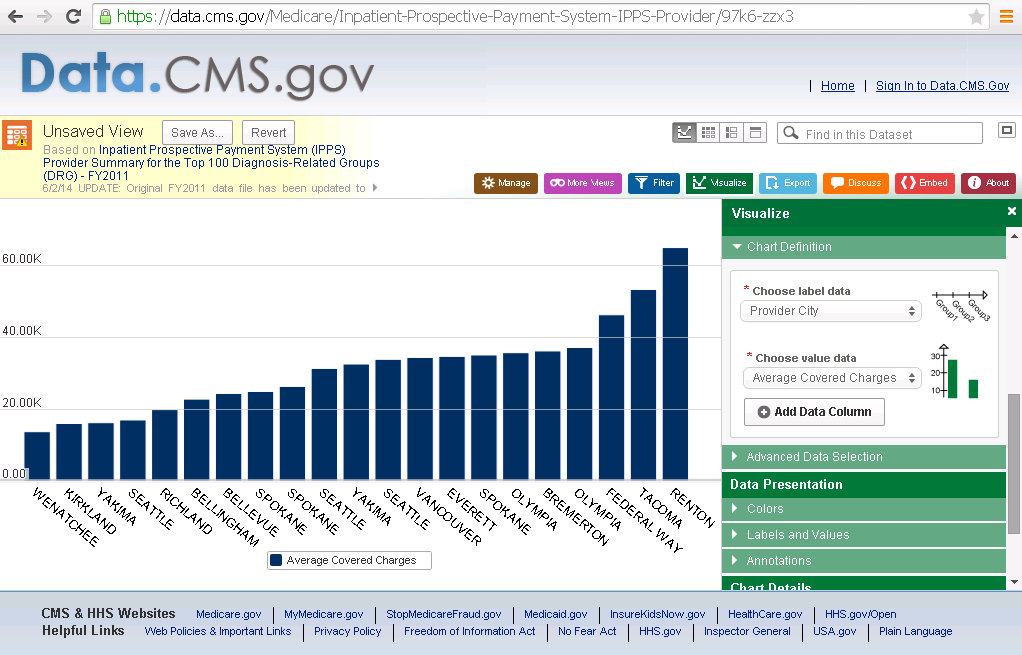 https://data.cms.gov/Medicare/Inpatient-Prospective-Payment-System-IPPS-Provider/97k6-zzx3
Data.CMS.gov
| Home | Sign In to Data.CMS.Gov
Unsaved View Save As... Revert
Find in this Dataset
Based on Inpatient Prospective Payment System (IPPS)
Provider Summary for the Top 100 Diagnosis-Related Groups
(DRG) - FY2011
6/2/14 UPDATE: Original FY2011 data file has been updated to
Manage More Views Filter Visualize Export Discuss Embed About
Visualize
Chart Definition
* Choose label data
Provider City
Group1 Group2 Group3
* Choose value data
Average Covered Charges
30
20
10
Add Data Column
Advanced Data Selection
Data Presentation
Colors
Labels and Values
Annotations
Chart Details
60.00K
40.00K
20.00K
0.00
WENATCHEE
KIRKLAND
YAKIMA
SEATTLE
RICHLAND
BELLINGHAM
BELLEVUE
SPOKANE
SPOKANE
SEATTLE
YAKIMA
SEATTLE
VANCOUVER
EVERETT
SPOKANE
OLYMPIA
BREMERTON
OLYMPIA
FEDERAL WAY
TACOMA
RENTON
Average Covered Charges
CMS & HHS Websites Medicare.gov | MyMedicare.gov | StopMedicareFraud.gov | Medicaid.gov | InsureKidsNow.gov | HealthCare.gov | HHS.gov/Open
Helpful Links Web Policies & Important Links | Privacy Policy | Freedom of Information Act | No Fear Act | HHS.gov | Inspector General | USA.gov | Plain Language